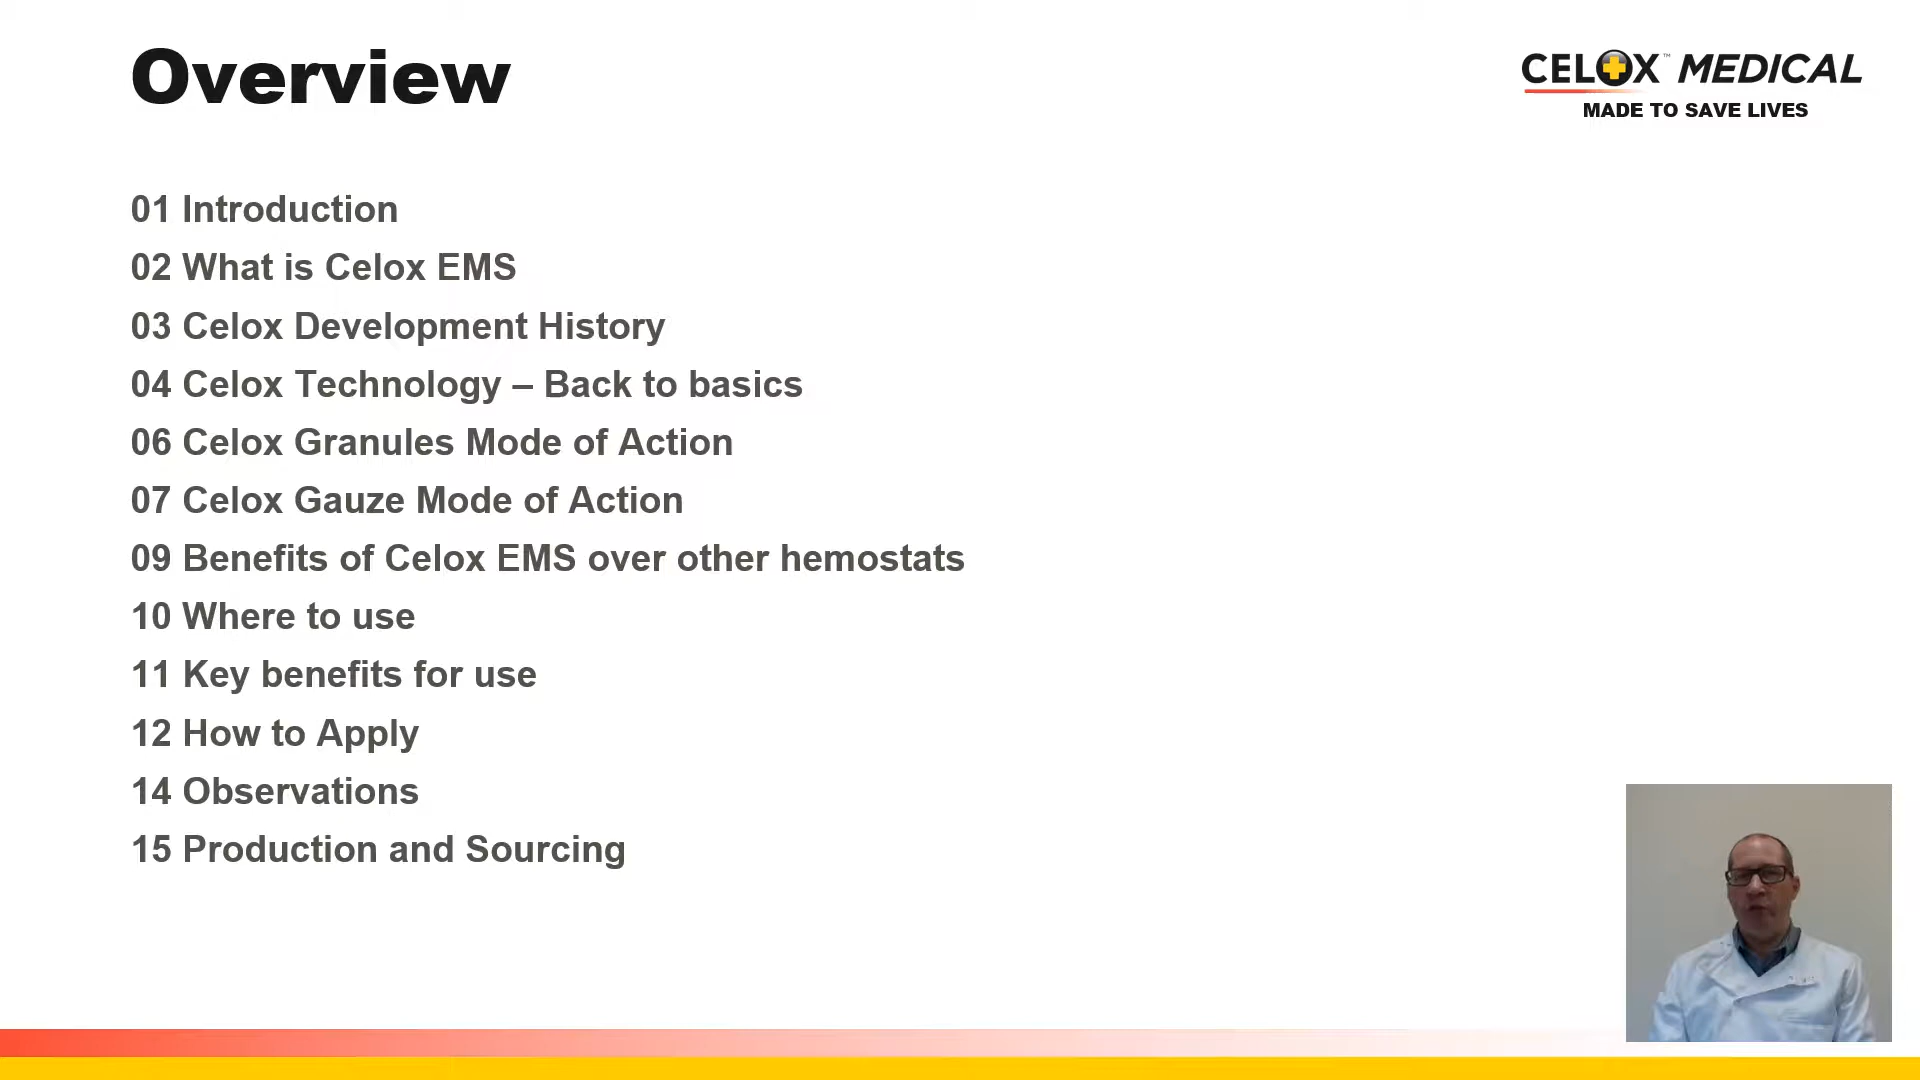 Overview
CELOX™ MEDICAL
MADE TO SAVE LIVES
01 Introduction
02 What is Celox EMS
03 Celox Development History
04 Celox Technology – Back to basics
06 Celox Granules Mode of Action
07 Celox Gauze Mode of Action
09 Benefits of Celox EMS over other hemostats
10 Where to use
11 Key benefits for use
12 How to Apply
14 Observations
15 Production and Sourcing